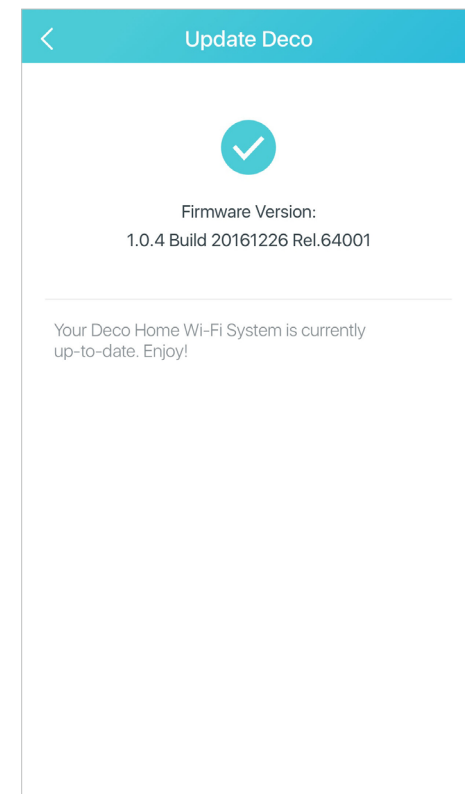 Update Deco
Firmware Version:
1.0.4 Build 20161226 Rel.64001
Your Deco Home Wi-Fi System is currently
up-to-date. Enjoy!